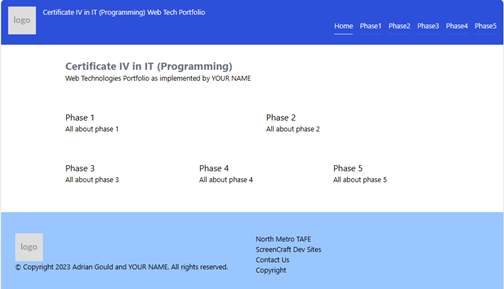 logo
Certificate IV in IT (Programming) Web Tech Portfolio
Home Phase1 Phase2 Phase3 Phase4 Phase5
Certificate IV in IT (Programming)
Web Technologies Portfolio as implemented by YOUR NAME
Phase 1
All about phase 1
Phase 2
All about phase 2
Phase 3
All about phase 3
Phase 4
All about phase 4
Phase 5
All about phase 5
logo
© Copyright 2023 Adrian Gould and YOUR NAME. All rights reserved.
North Metro TAFE
ScreenCraft Dev Sites
Contact Us
Copyright